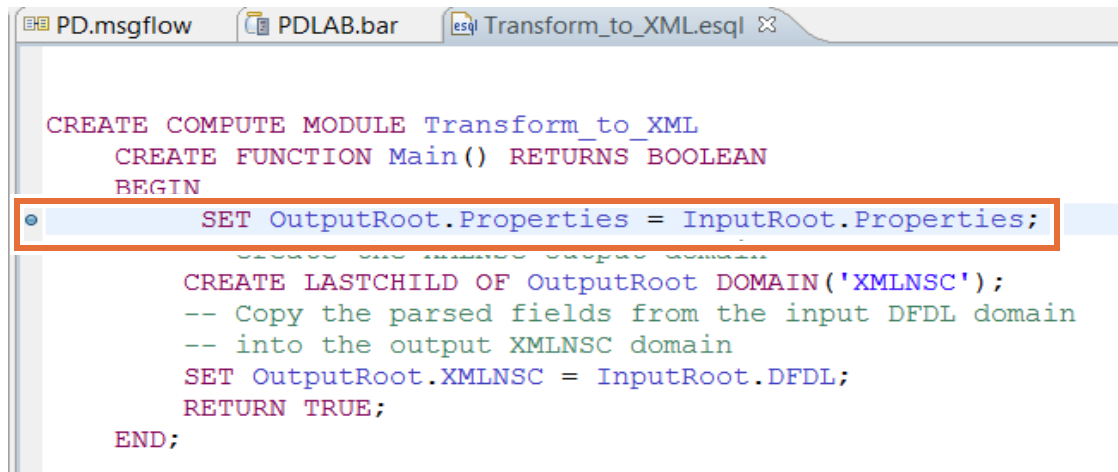 PD.msgflow PDLAB.bar esql Transform_to_XML.esql
CREATE COMPUTE MODULE Transform_to_XML
CREATE FUNCTION Main() RETURNS BOOLEAN
BEGIN
SET OutputRoot.Properties = InputRoot.Properties;
CREATE LASTCHILD OF OutputRoot DOMAIN('XMLNSC');
-- Copy the parsed fields from the input DFDL domain
-- into the output XMLNSC domain
SET OutputRoot.XMLNSC = InputRoot.DFDL;
RETURN TRUE;
END;